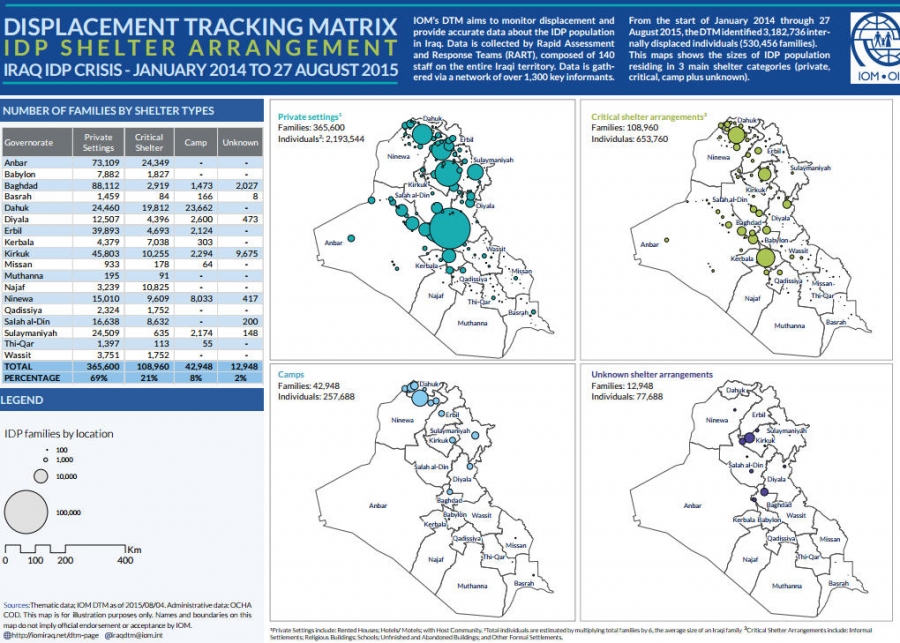 DISPLACEMENT TRACKING MATRIX
IDP SHELTER ARRANGEMENT
IRAQ IDP CRISIS - JANUARY 2014 TO 27 AUGUST 2015
IOM's DTM aims to monitor displacement and
provide accurate data about the IDP population
in Iraq. Data is collected by Rapid Assessment
and Response Teams (RART), composed of 140
staff on the entire Iraqi territory. Data is gath-
ered via a network of over 1,300 key informants.
From the start of January 2014 through 27
August 2015, the DTM identified 3,182,736 inter-
nally displaced individuals (530,456 families).
This maps shows the sizes of IDP population
residing in 3 main shelter categories (private,
critical, camp plus unknown).
IOM • OI
NUMBER OF FAMILIES BY SHELTER TYPES
Governorate Private Settings Critical Shelter Camp Unknown
Anbar 73,109 24,349 - -
Babylon 7,882 1,827 - -
Baghdad 88,112 2,919 1,473 2,027
Basrah 1,459 84 166 8
Dahuk 24,460 19,812 23,662 -
Diyala 12,507 4,396 2,600 473
Erbil 39,893 4,693 2,124 -
Kerbala 4,379 7,038 303 -
Kirkuk 45,803 10,255 2,294 9,675
Missan 933 178 64 -
Muthanna 195 91 - -
Najaf 3,239 10,825 - -
Ninewa 15,010 9,609 8,033 417
Qadissiya 2,324 1,752 - -
Salah al-Din 16,638 8,632 - 200
Sulaymaniyah 24,509 635 2,174 148
Thi-Qar 1,397 113 55 -
Wassit 3,751 1,752 - -
TOTAL 365,600 108,960 42,948 12,948
PERCENTAGE 69% 21% 8% 2%
LEGEND
IDP families by location
100
1,000
10,000
100,000
Km
0 100 200 400
Sources:Thematic data; IOM DTM as of 2015/08/04. Administrative data: OCHA
COD. This map is for illustration purposes only. Names and boundaries on this
map do not imply official endorsement or acceptance by IOM.
http://iomiraq.net/dtm-page @iraqdtm@iom.int
Private settings¹
Families: 365,600
Individuals²: 2,193,544
Dahuk
Erbil
Ninewa
Sulaymaniyah
Kirkuk
Salah al-Din
Diyala
Anbar
Wassit
Kerbala
Qadissiya
Missan
Najaf
Thi-Qar
Basrah
Muthanna
Critical shelter arrangements³
Families: 108,960
Individulas: 653,760
Dahuk
Erbil
Ninewa
Sulaymaniyah
Kirkuk
Salah al-Din
Diyala
Baghdad
Anbar
Babylon
Wassit
Kerbala
Qadissiya
Missan
Najaf
Thi-Qar
Basrah
Muthanna
Camps
Families: 42,948
Individuals: 257,688
Dahuk
Ninewa
Erbil
Sulaymaniyah
Kirkuk
Salah al-Din
Diyala
Anbar
Baghdad
Babylon
Wassit
Kerbala
Missan
Qadissiya
Najaf
Thi-Qar
Basrah
Muthanna
Unknown shelter arrangements
Families: 12,948
Individuals: 77,688
Dahuk
Ninewa
Erbil
Sulaymaniyah
Kirkuk
Salah al-Din
Diyala
Anbar
Baghdad
Wassit
Kerbala Babylon
Missan
Qadissiya
Najaf
Thi-Qar
Basrah
Muthanna
¹Private Settings include: Rented Houses; Hotels/ Motels; with Host Community. ²Total individuals are estimated by multiplying total families by 6, the average size of an Iraqi family ³Critical Shelter Arrangements include: Informal
Settlements; Religious Buildings; Schools; Unfinished and Abandoned Buildings; and Other Formal Settlements.